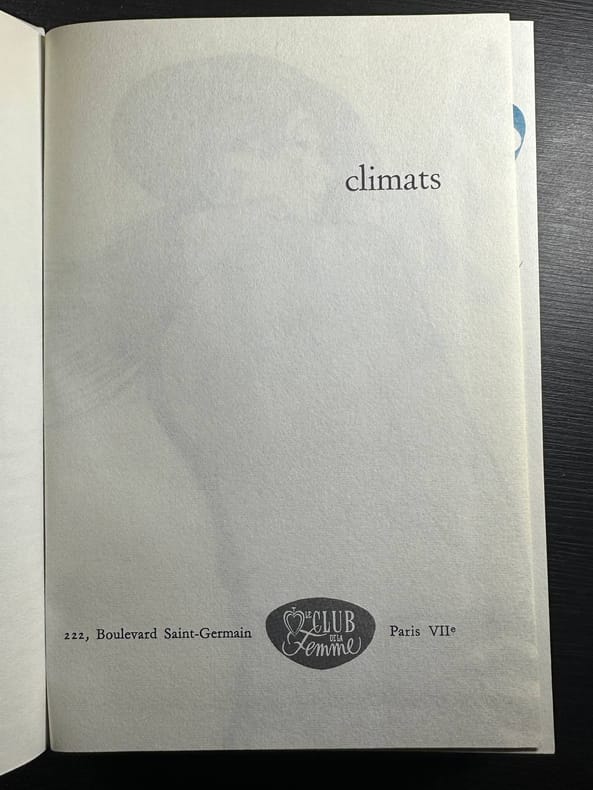 climats
222, Boulevard Saint-Germain
LE CLUB
DE LA
Femme
Paris VIIe